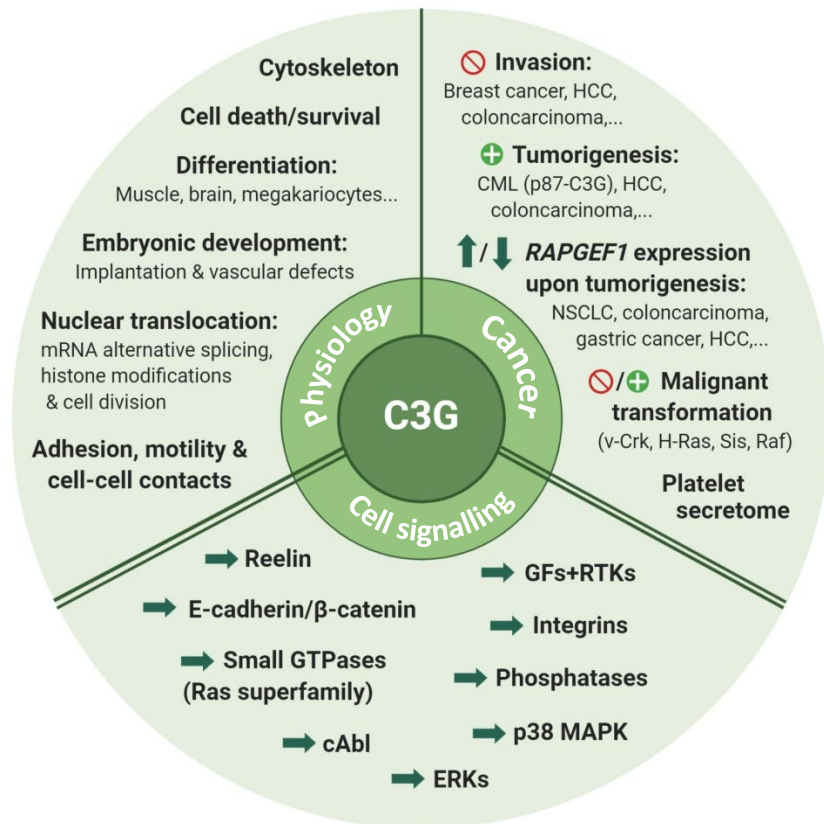 Cytoskeleton
Cell death/survival
Differentiation:
Muscle, brain, megakariocytes...
Embryonic development:
Implantation & vascular defects
Nuclear translocation:
mRNA alternative splicing,
histone modifications
& cell division
Adhesion, motility &
cell-cell contacts
Invasion:
Breast cancer, HCC,
coloncarcinoma,...
Tumorigenesis:
CML (p87-C3G), HCC,
coloncarcinoma,...
/ RAPGEF1 expression
upon tumorigenesis:
NSCLC, coloncarcinoma,
gastric cancer, HCC,...
/ Malignant
transformation
(v-Crk, H-Ras, Sis, Raf)
Platelet
secretome
Physiology
Cancer
C3G
Cell signalling
Reelin
E-cadherin/β-catenin
Small GTPases
(Ras superfamily)
cAbl
ERKs
GFs+RTKs
Integrins
Phosphatases
p38 MAPK